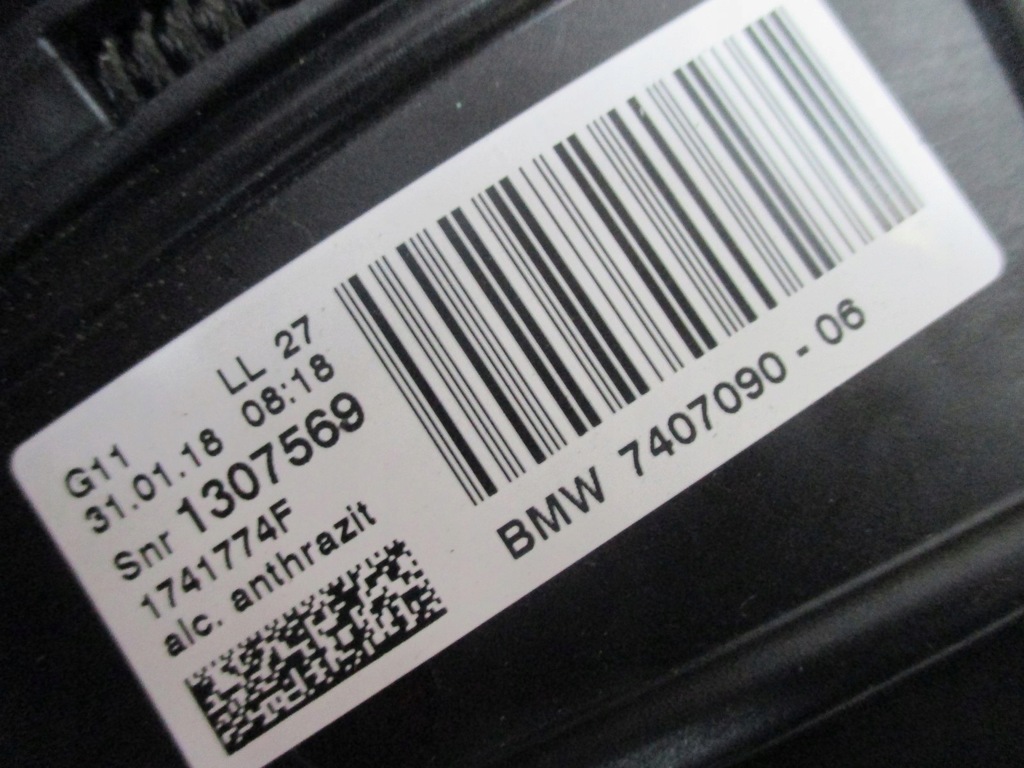 G11 LL 27
31.01.18 08:18
Snr 1307569
1741774F
alc. anthrazit
BMW 7407090 - 06